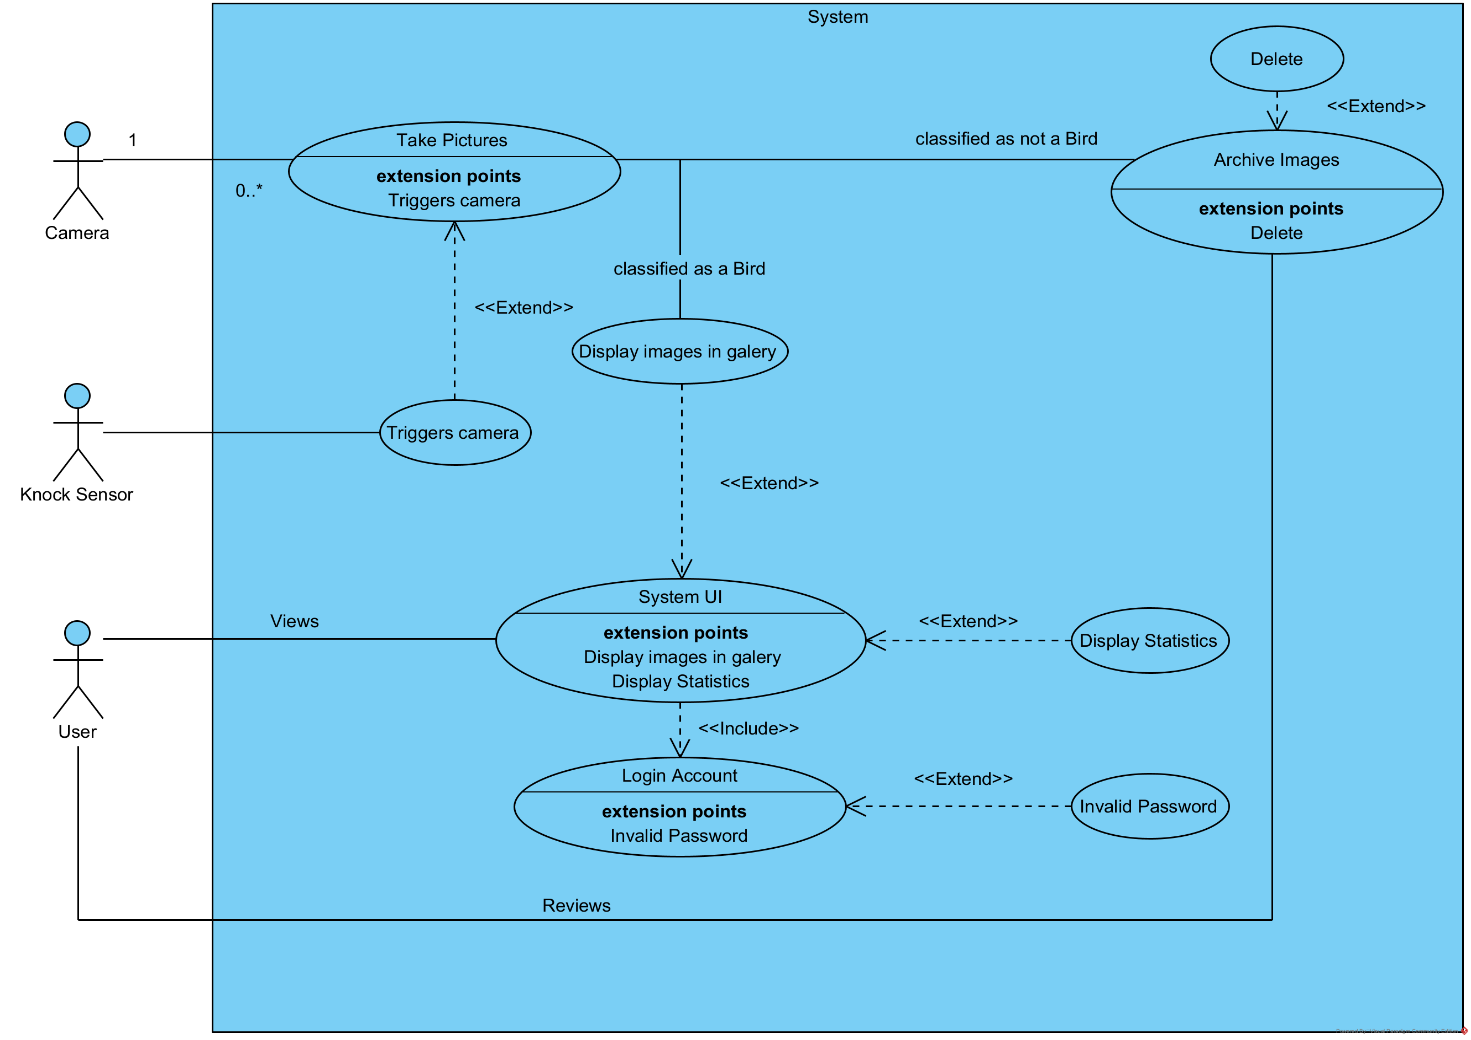 System
Delete
<<Extend>>
1
Take Pictures
classified as not a Bird
Archive Images
extension points
Triggers camera
0..*
extension points
Delete
Camera
classified as a Bird
<<Extend>>
Display images in galery
Triggers camera
<<Extend>>
Knock Sensor
System UI
Views
<<Extend>>
extension points
Display images in galery
Display Statistics
Display Statistics
User
<<Include>>
Login Account
<<Extend>>
extension points
Invalid Password
Invalid Password
Reviews